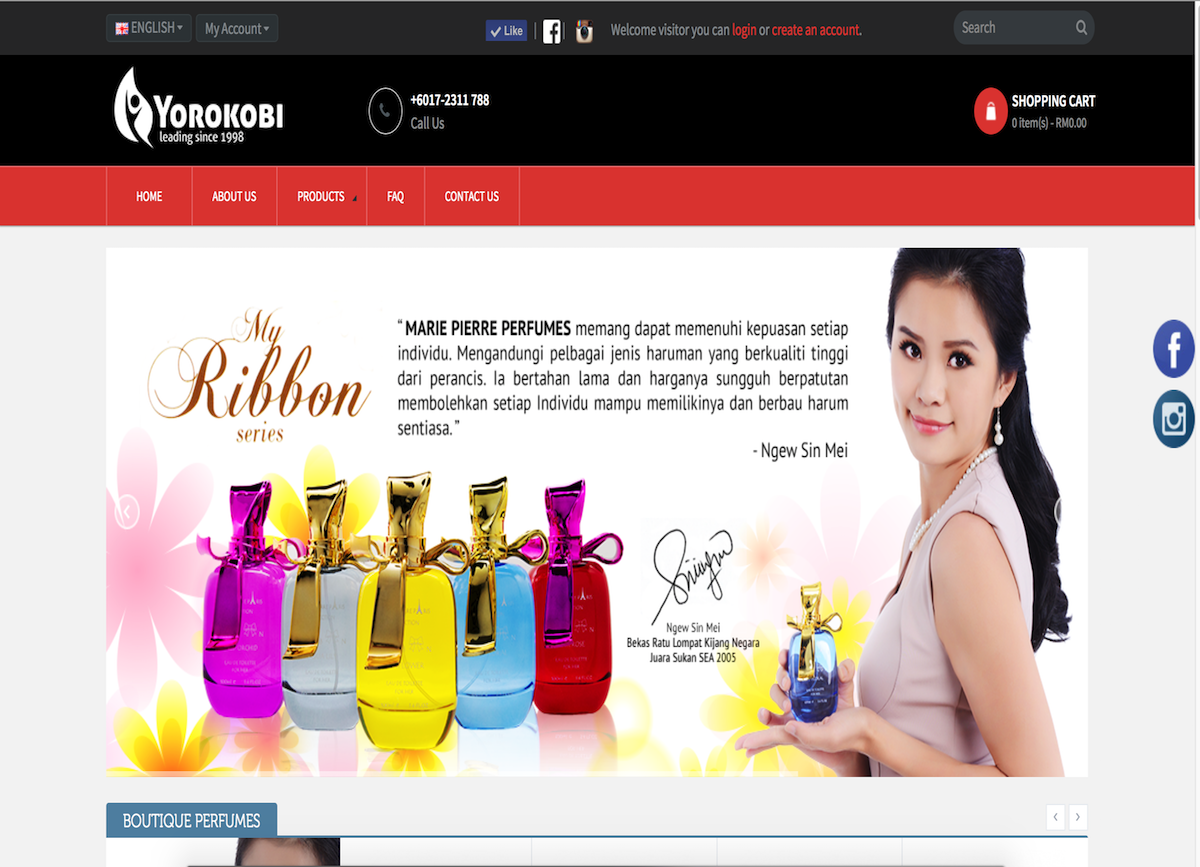 ENGLISH
My Account
Like
Welcome visitor you can login or create an account.
Search
YOROKOBI
leading since 1998
+6017-2311 788
Call Us
SHOPPING CART
0 item(s) - RM0.00
HOME
ABOUT US
PRODUCTS
FAQ
CONTACT US
My
Ribbon
series
“ MARIE PIERRE PERFUMES memang dapat memenuhi kepuasan setiap
individu. Mengandungi pelbagai jenis haruman yang berkualiti tinggi
dari perancis. Ia bertahan lama dan harganya sungguh berpatutan
membolehkan setiap Individu mampu memilikinya dan berbau harum
sentiasa.”
- Ngew Sin Mei
Ngew Sin Mei
Bekas Ratu Lompat Kijang Negara
Juara Sukan SEA 2005
BOUTIQUE PERFUMES